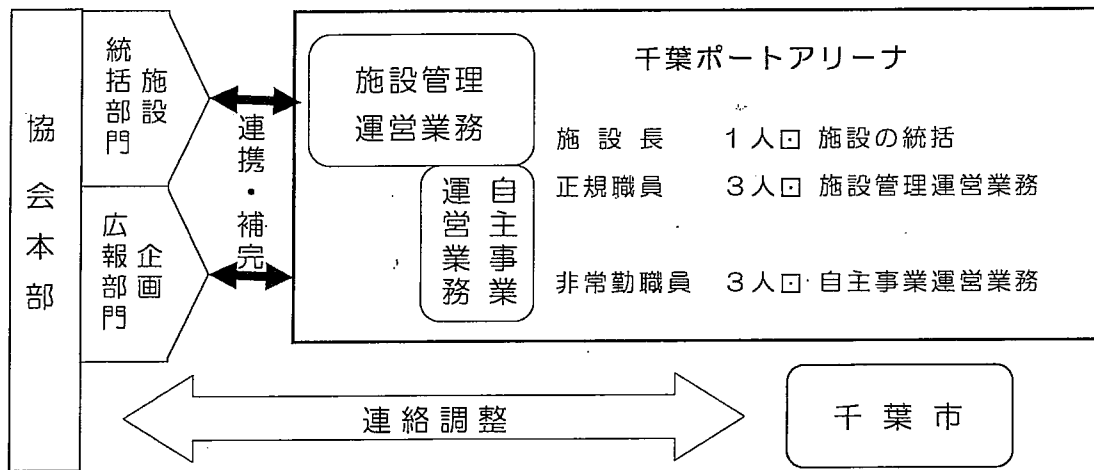 協会本部
施設
統括部門
企画
広報部門
連携・補完
施設管理
運営業務
自主事業
運営業務
千葉ポートアリーナ
施設長 1人□ 施設の統括
正規職員 3人□ 施設管理運営業務
非常勤職員 3人□ 自主事業運営業務
連絡調整
千葉市